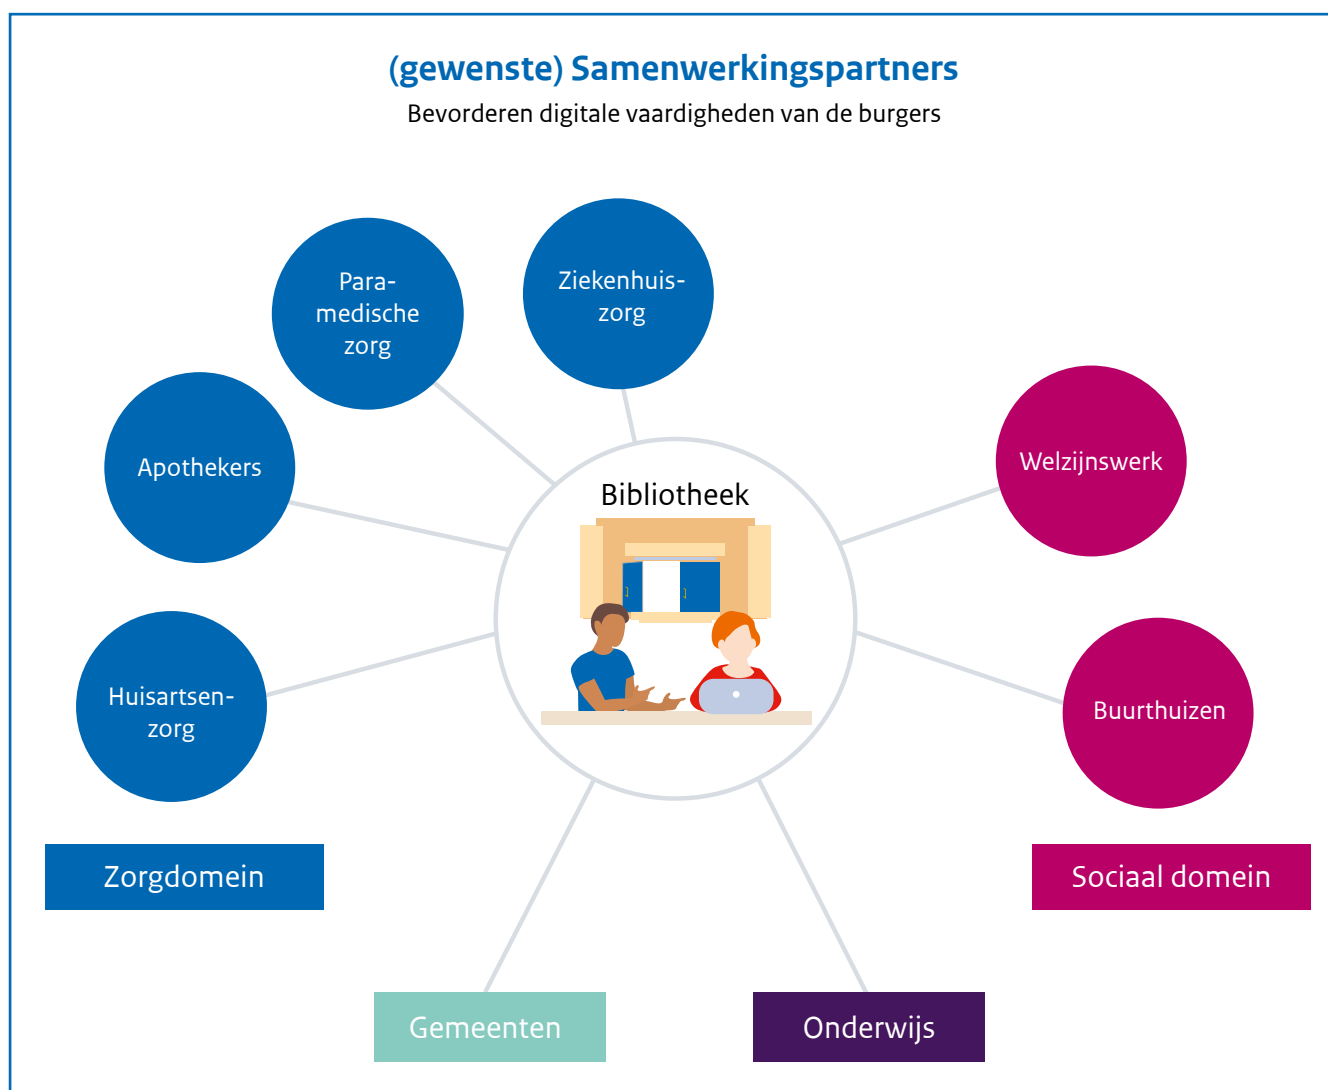 (gewenste) Samenwerkingspartners
Bevorderen digitale vaardigheden van de burgers
Para-
medische
zorg
Ziekenhuis-
zorg
Apothekers
Welzijnswerk
Bibliotheek
Huisartsen-
zorg
Buurthuizen
Zorgdomein
Sociaal domein
Gemeenten
Onderwijs